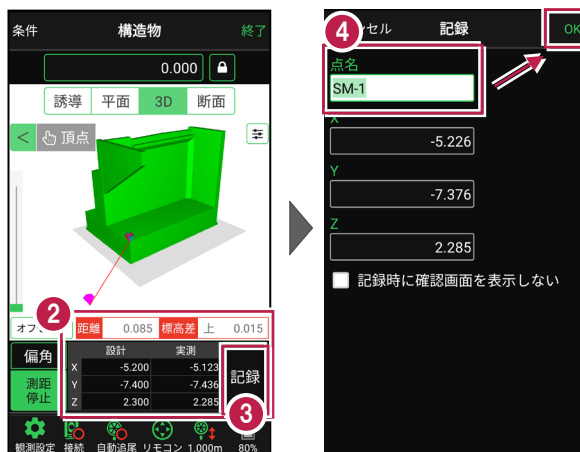 条件 構造物 終了
0.000
誘導 平面 3D 断面
< 頂点
2
距離 0.085 標高差 上 0.015
偏角
設計 実測
X -5.200 -5.123
Y -7.400 -7.436
Z 2.300 2.285
測距
停止
記録
3
観測設定 接続 自動追尾 リモコン 1.000m 80%
4
セル 記録 OK
点名
SM-1
X
-5.226
Y
-7.376
Z
2.285
記録時に確認画面を表示しない